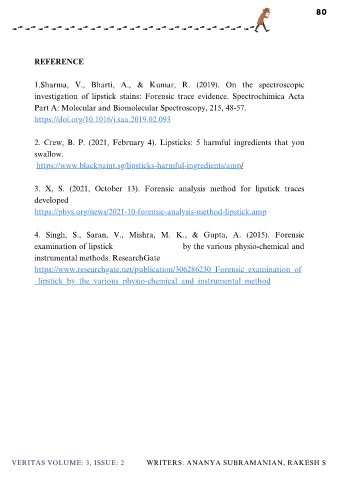 80
REFERENCE
1.Sharma, V., Bharti, A., & Kumar, R. (2019). On the spectroscopic
investigation of lipstick stains: Forensic trace evidence. Spectrochimica Acta
Part A: Molecular and Biomolecular Spectroscopy, 215, 48-57.
https://doi.org/10.1016/j.saa.2019.02.093
2. Crew, B. P. (2021, February 4). Lipsticks: 5 harmful ingredients that you
swallow.
https://www.blackpaint.sg/lipsticks-harmful-ingredients/amp/
3. X, S. (2021, October 13). Forensic analysis method for lipstick traces
developed
https://phys.org/news/2021-10-forensic-analysis-method-lipstick.amp
4. Singh, S., Saran, V., Mishra, M. K., & Gupta, A. (2015). Forensic
examination of lipstick by the various physio-chemical and
instrumental methods. ResearchGate
https://www.researchgate.net/publication/306286230_Forensic_examination_of
_lipstick_by_the_various_physio-chemical_and_instrumental_method
VERITAS VOLUME: 3, ISSUE: 2 WRITERS: ANANYA SUBRAMANIAN, RAKESH S